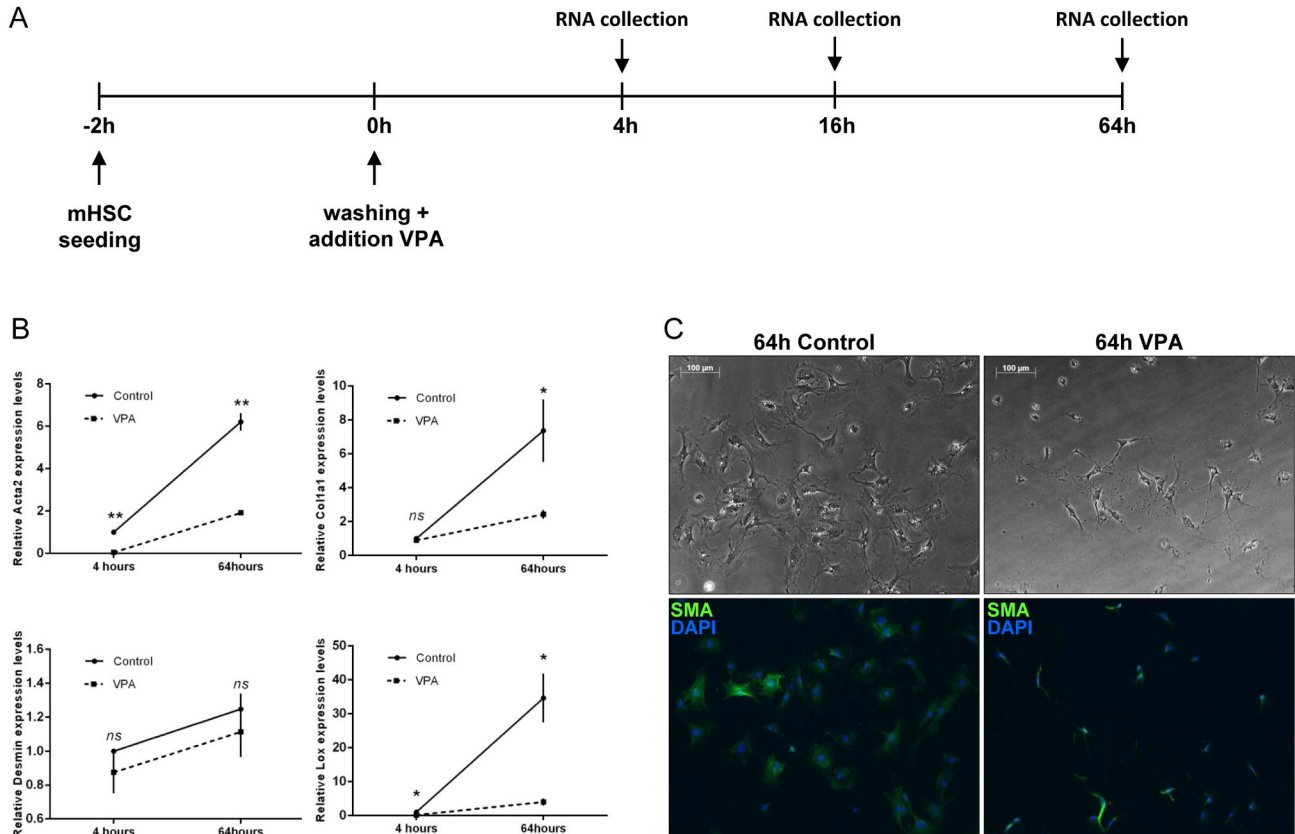 A
RNA collection
RNA collection
RNA collection
-2h
0h
4h
16h
64h
mHSC
seeding
washing +
addition VPA
B
Relative Acta2 expression levels
8
6
4
2
0
Control
VPA
**
**
4 hours
64hours
Relative Col1a1 expression levels
10
8
6
4
2
0
Control
VPA
ns
*
4 hours
64hours
Relative Desmin expression levels
1.6
1.4
1.2
1.0
0.8
0.6
Control
VPA
ns
ns
4 hours
64hours
Relative Lox expression levels
50
40
30
20
10
0
Control
VPA
*
*
4 hours
64hours
C
64h Control
64h VPA
100 µm
100 µm
SMA
DAPI
SMA
DAPI